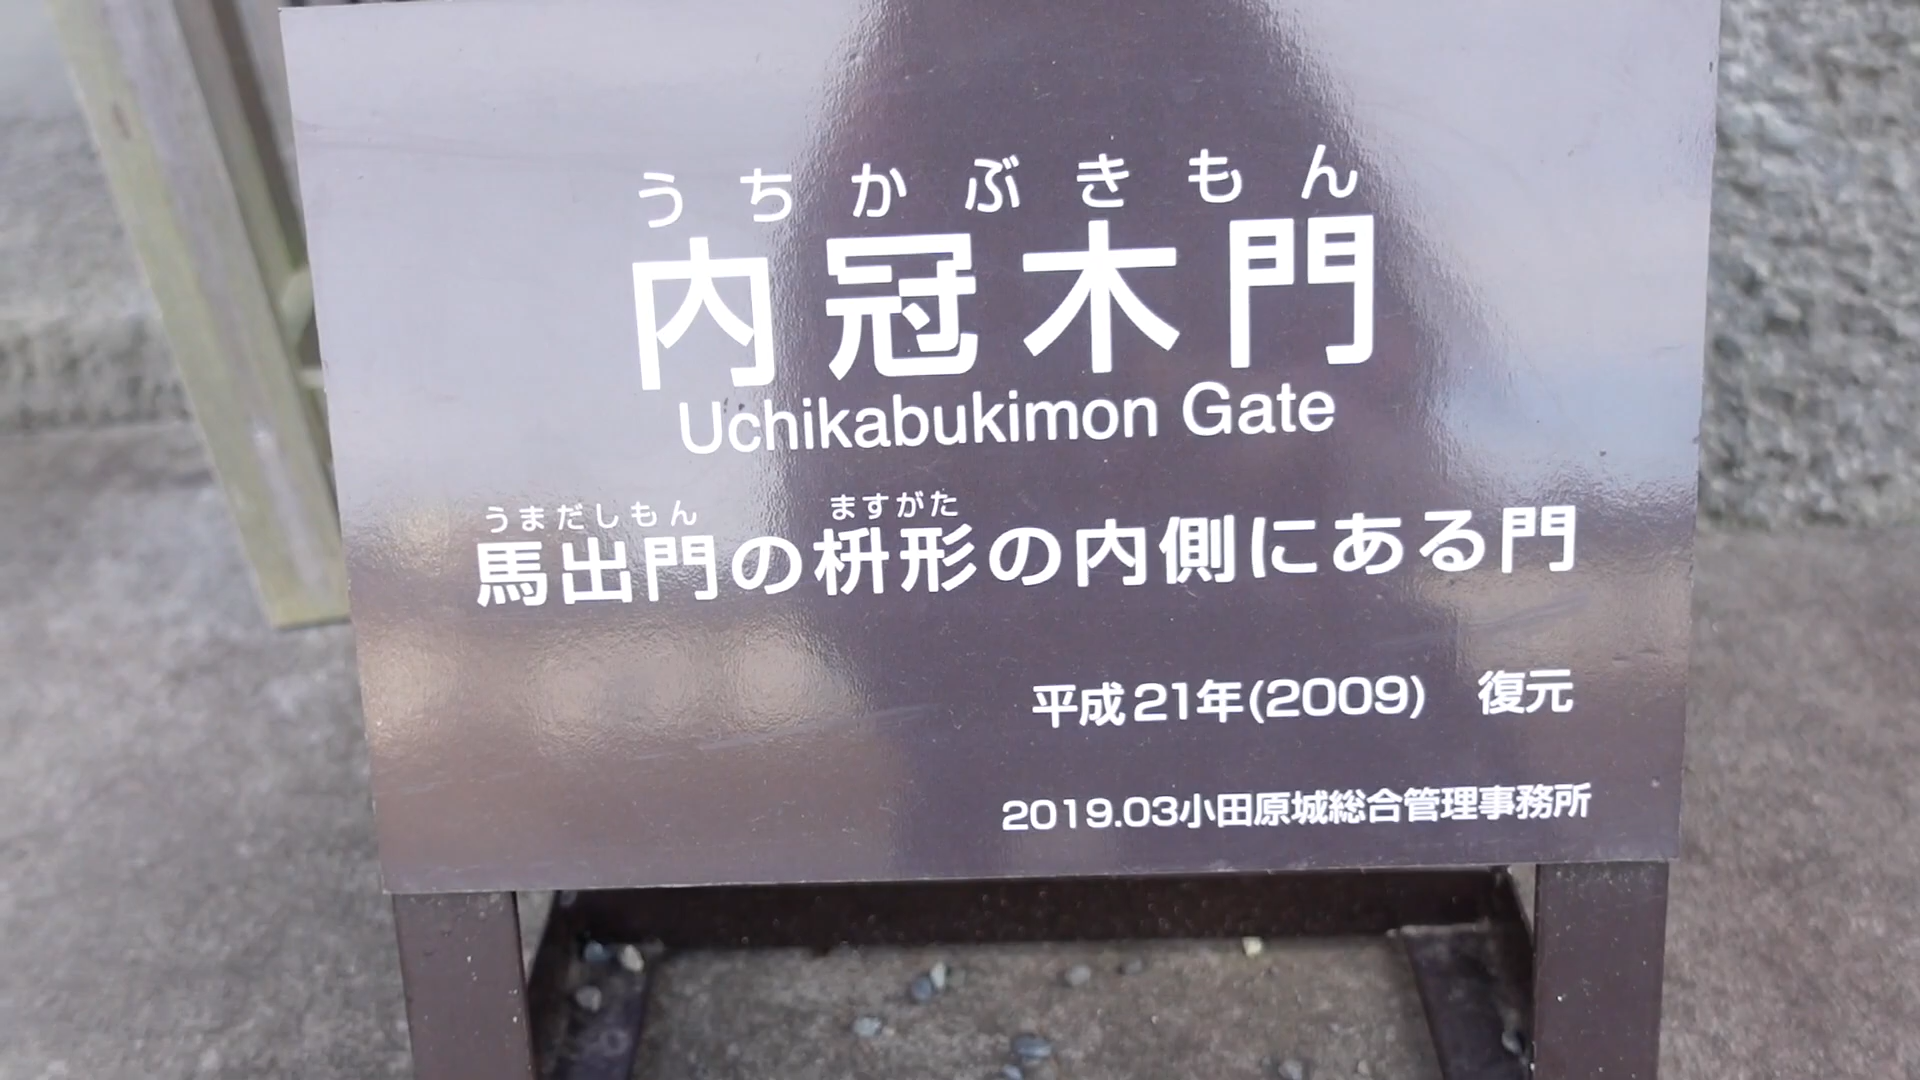 うちかぶきもん
内冠木門
Uchikabukimon Gate
うまだしもん ますがた
馬出門の枡形の内側にある門
平成21年(2009) 復元
2019.03小田原城総合管理事務所